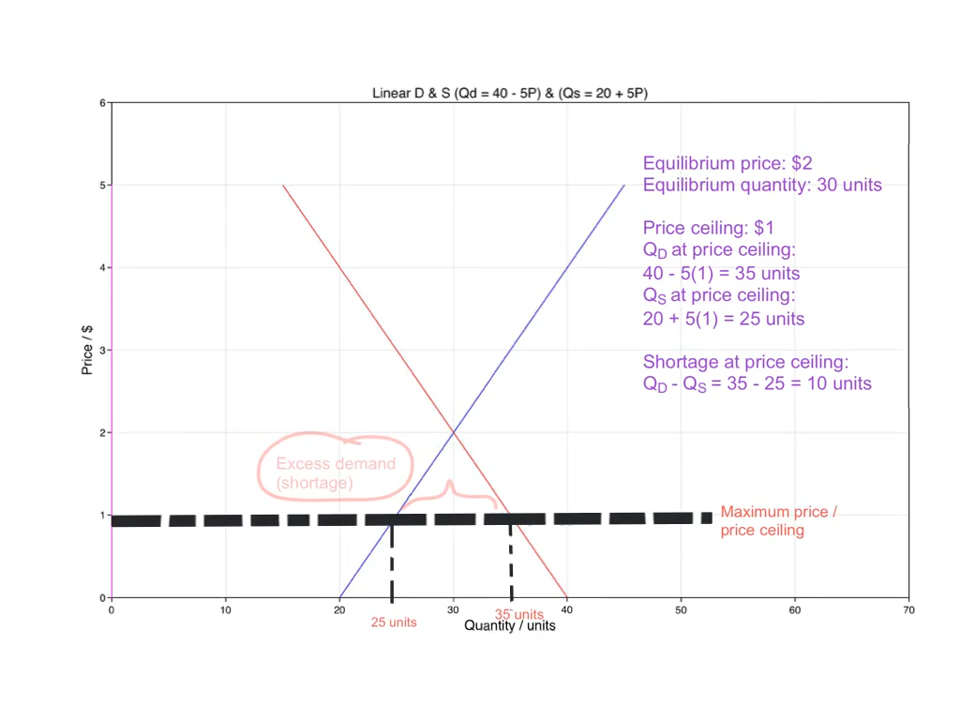 Linear D & S (Qd = 40 - 5P) & (Qs = 20 + 5P)
6
5
4
3
2
1
0
Price / $
Equilibrium price: $2
Equilibrium quantity: 30 units
Price ceiling: $1
QD at price ceiling:
40 - 5(1) = 35 units
QS at price ceiling:
20 + 5(1) = 25 units
Shortage at price ceiling:
QD - QS = 35 - 25 = 10 units
Excess demand
(shortage)
Maximum price /
price ceiling
0 10 20 30 40 50 60 70
25 units
35 units
Quantity / units